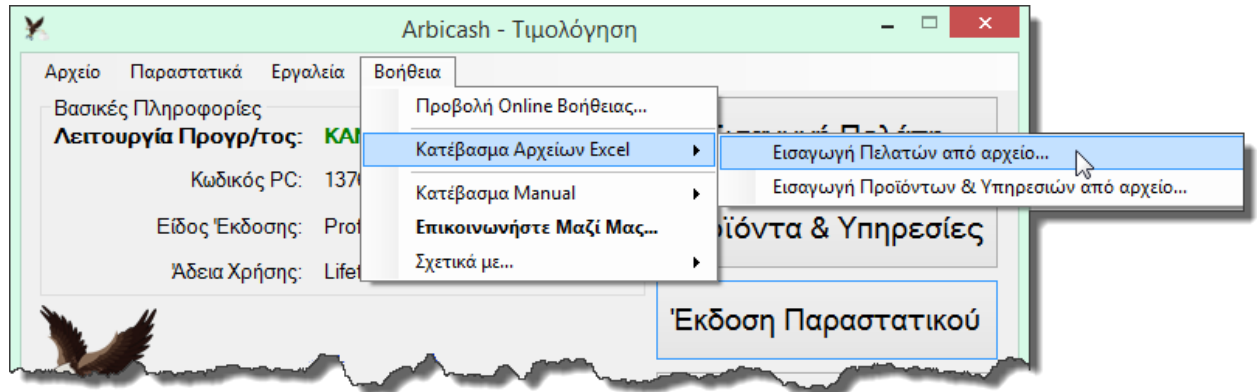 Arbicash - Τιμολόγηση
Αρχείο Παραστατικά Εργαλεία Βοήθεια
Βασικές Πληροφορίες
Προβολή Online Βοήθειας...
Λειτουργία Προγρ/τος:
Κατέβασμα Αρχείων Excel
Εισαγωγή Πελατών από αρχείο...
Κωδικός PC: 1370
Κατέβασμα Manual
Εισαγωγή Προϊόντων & Υπηρεσιών από αρχείο...
Είδος Έκδοσης:
Επικοινωνήστε Μαζί Μας...
& Υπηρεσίες
Άδεια Χρήσης:
Σχετικά με...
Έκδοση Παραστατικού